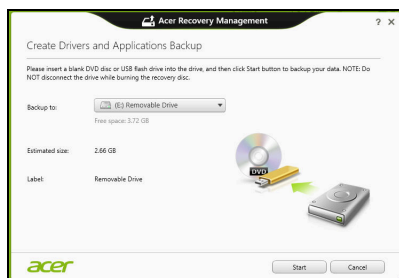 Acer Recovery Management
? ×
Create Drivers and Applications Backup
Please insert a blank DVD disc or USB flash drive into the drive, and then click Start button to backup your data. NOTE: Do
NOT disconnect the drive while burning the recovery disc.
Backup to: (E:) Removable Drive
Free space: 3.72 GB
Estimated size: 2.66 GB
Label: Removable Drive
DVD
acer
Start Cancel